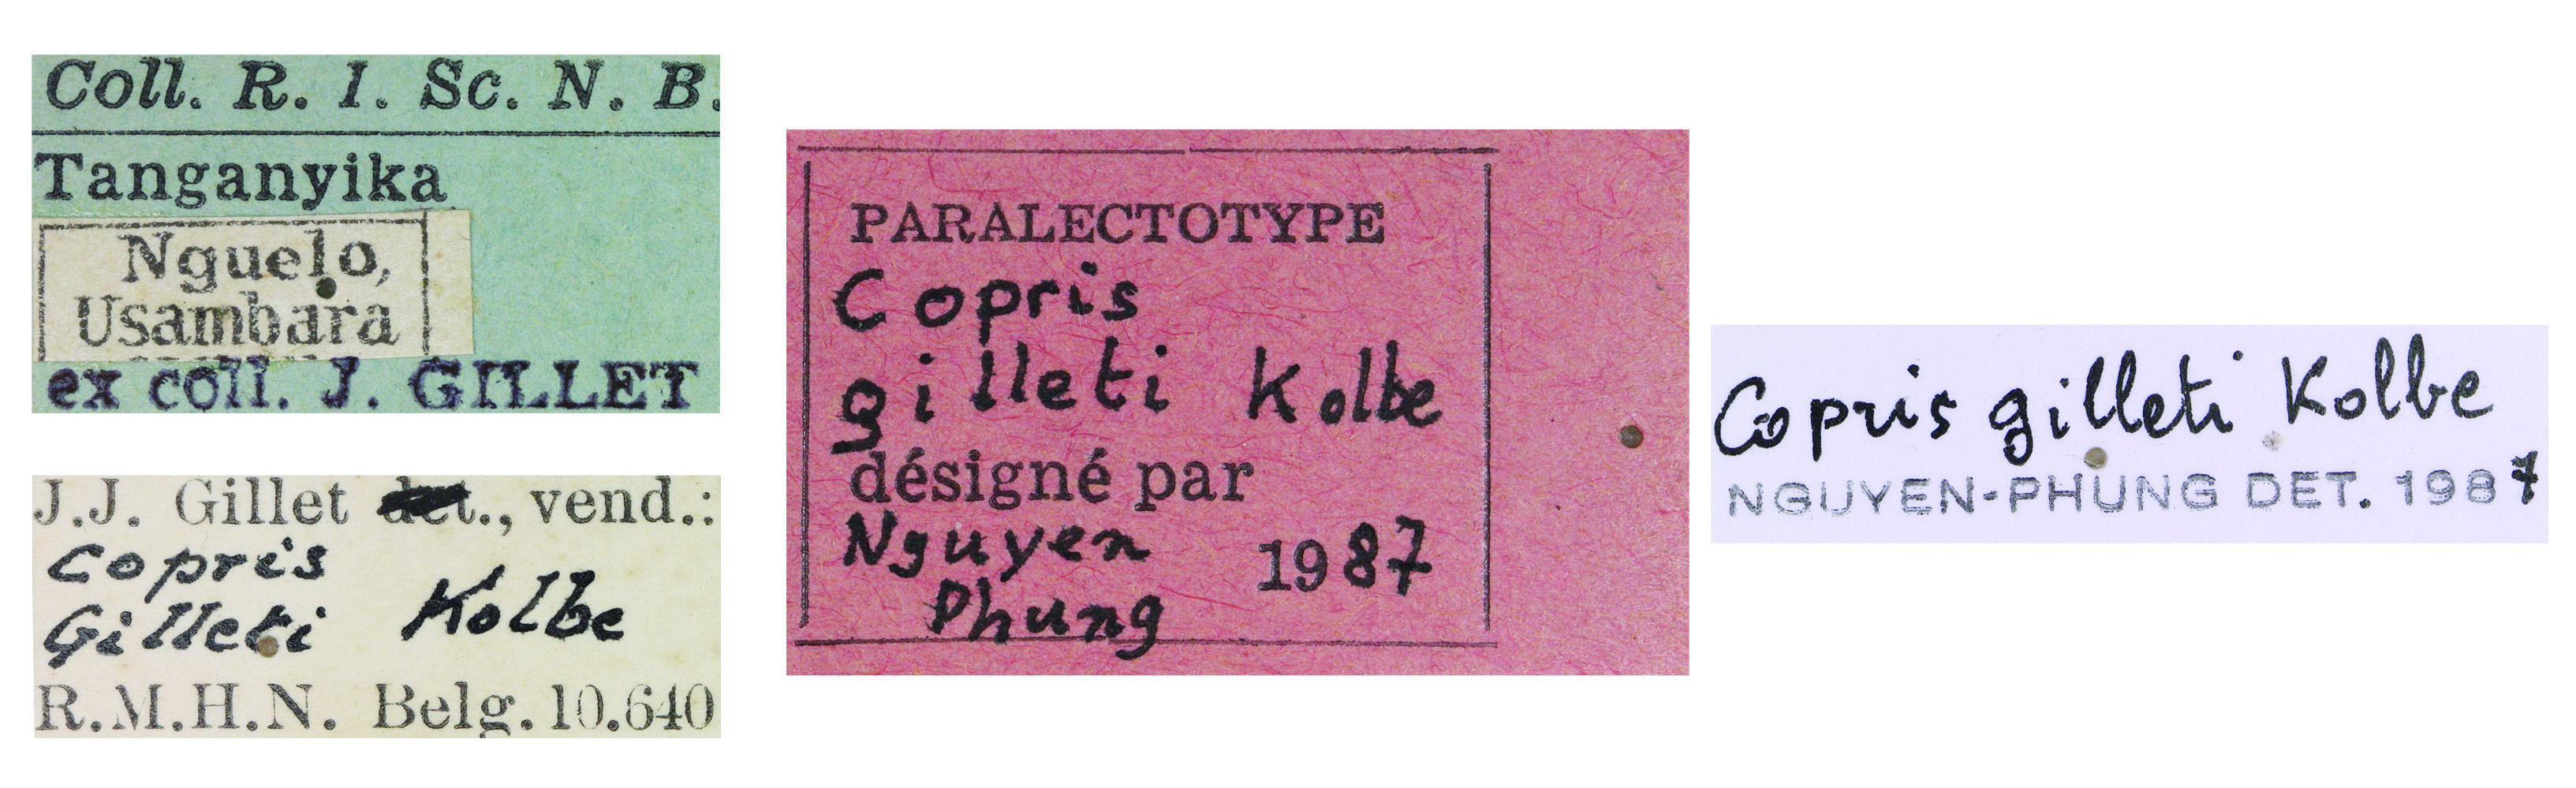 Coll. R. I. Sc. N. B.
Tanganyika
Nguelo,
Usambara
ex coll. J. GILLET
J.J. Gillet det., vend.:
Copris
Gilleti Kolbe
R.M.H.N. Belg. 10.640
PARALECTOTYPE
Copris
gilleti Kolbe
désigné par
Nguyen 1987
Phung
Copris gilleti Kolbe
NGUYEN-PHUNG DET. 1987